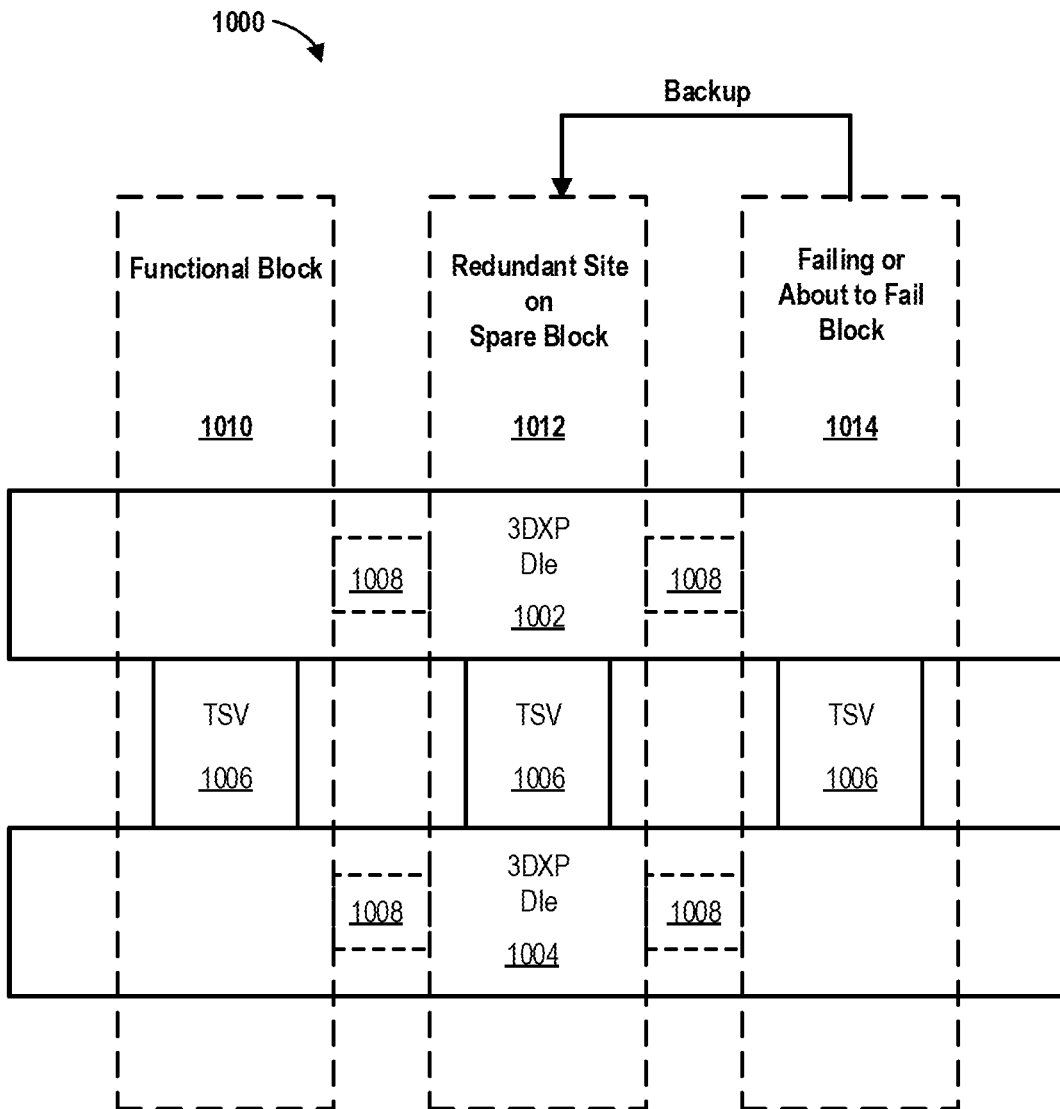 1000
Backup
Functional Block
1010
Redundant Site
on
Spare Block
1012
Failing or
About to Fail
Block
1014
1008
3DXP
DIe
1002
1008
TSV
1006
TSV
1006
TSV
1006
1008
3DXP
DIe
1004
1008